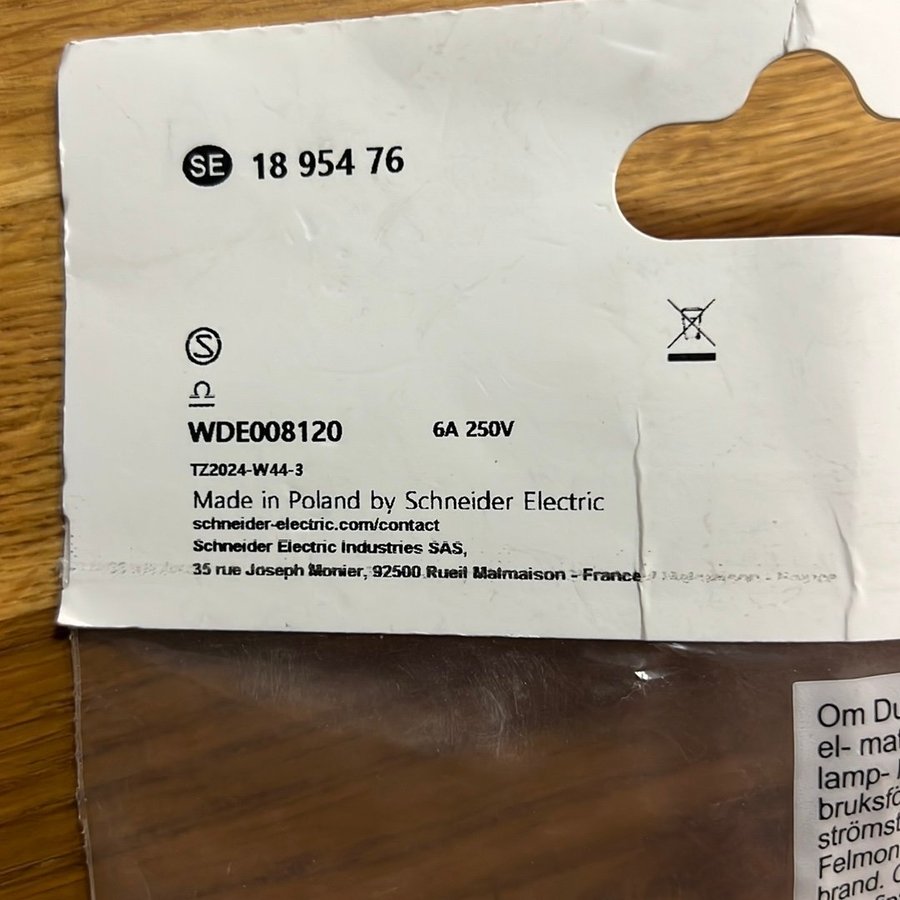 SE 18 954 76
S
WDE008120 6A 250V
TZ2024-W44-3
Made in Poland by Schneider Electric
schneider-electric.com/contact
Schneider Electric Industries SAS,
35 rue Joseph Monier, 92500 Rueil Malmaison - France
Om Du
el- mat
lamp-
bruksfö
strömst
Felmon
brand.